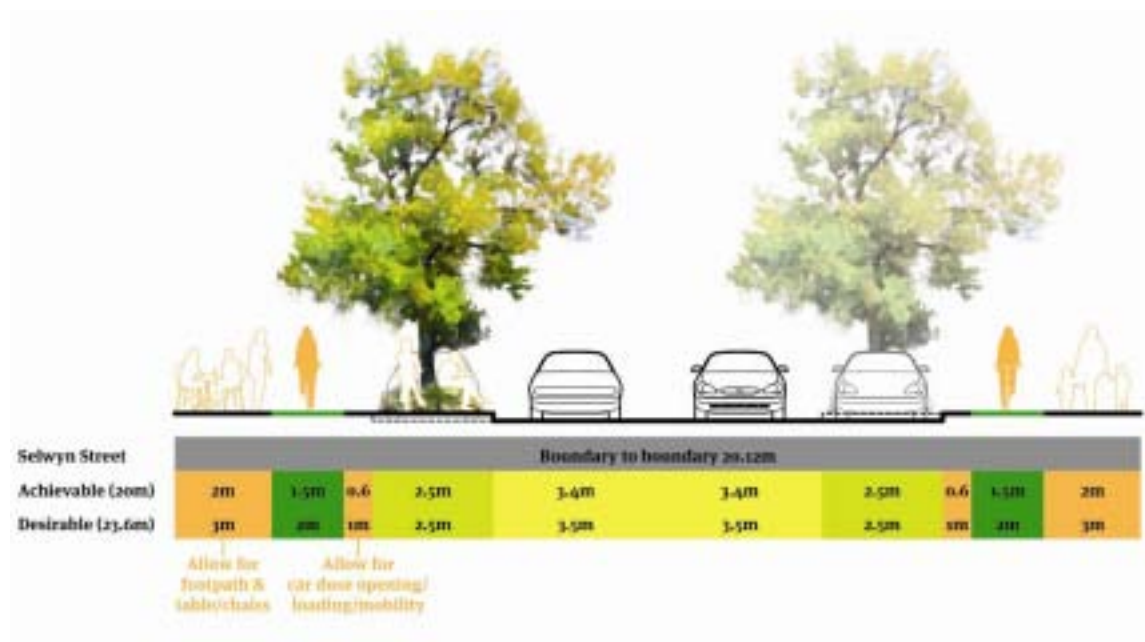 Selwyn Street Boundary to boundary 20.12m
Achievable (20m) 2m 1.5m 0.6 2.5m 3.4m 3.4m 2.5m 0.6 1.5m 2m
Desirable (23.6m) 3m 2m 1m 2.5m 3.5m 3.5m 2.5m 1m 2m 3m
Allow for
footpath &
table/chairs
Allow for
car dose opening/
loading/mobility